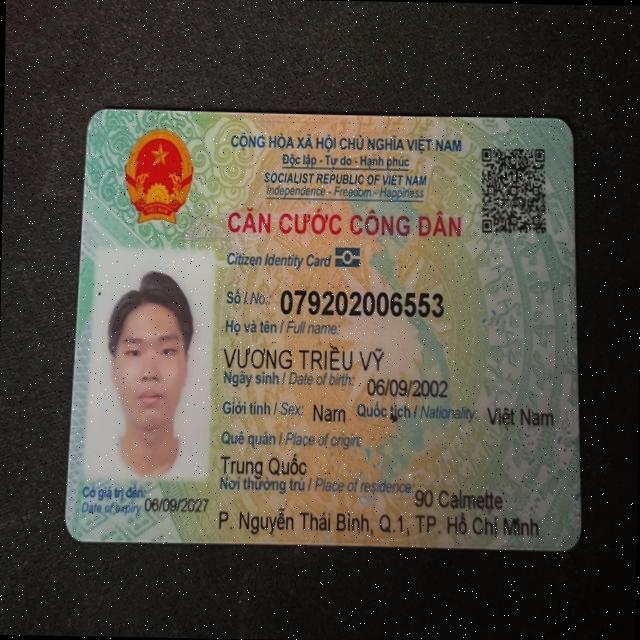 CỘNG HÒA XÃ HỘI CHỦ NGHĨA VIỆT NAM
Độc lập - Tự do - Hạnh phúc
SOCIALIST REPUBLIC OF VIET NAM
Independence - Freedom - Happiness
CĂN CƯỚC CÔNG DÂN
Citizen Identity Card
Số / No.: 079202006553
Họ và tên / Full name:
VƯƠNG TRIỀU VỸ
Ngày sinh / Date of birth: 06/09/2002
Giới tính / Sex: Nam Quốc tịch / Nationality: Việt Nam
Quê quán / Place of origin:
Trung Quốc
Nơi thường trú / Place of residence: 90 Calmette
P. Nguyễn Thái Bình, Q.1, TP. Hồ Chí Minh
Có giá trị đến:
Date of expiry 06/09/2027